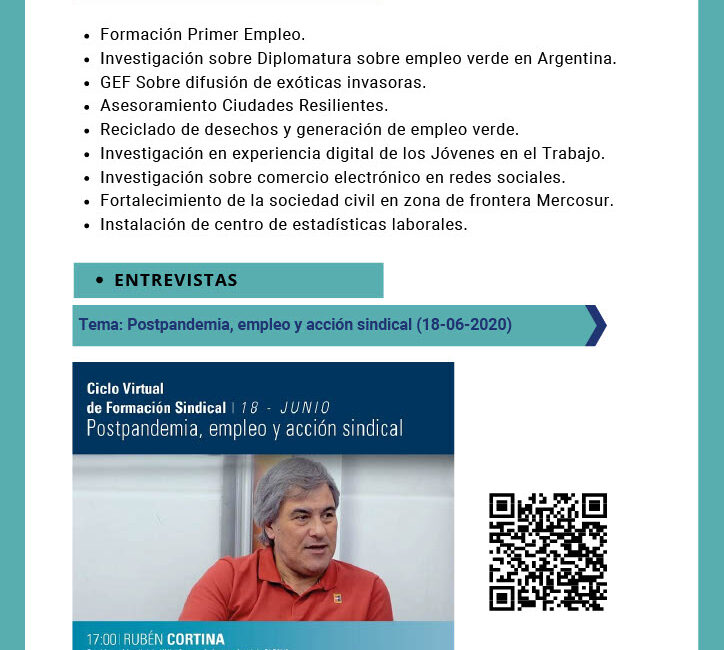 Formación Primer Empleo.
Investigación sobre Diplomatura sobre empleo verde en Argentina.
GEF Sobre difusión de exóticas invasoras.
Asesoramiento Ciudades Resilientes.
Reciclado de desechos y generación de empleo verde.
Investigación en experiencia digital de los Jóvenes en el Trabajo.
Investigación sobre comercio electrónico en redes sociales.
Fortalecimiento de la sociedad civil en zona de frontera Mercosur.
Instalación de centro de estadísticas laborales.
ENTREVISTAS
Tema: Postpandemia, empleo y acción sindical (18-06-2020)
Ciclo Virtual
de Formación Sindical | 18 - JUNIO
Postpandemia, empleo y acción sindical
17:00 | RUBÉN CORTINA